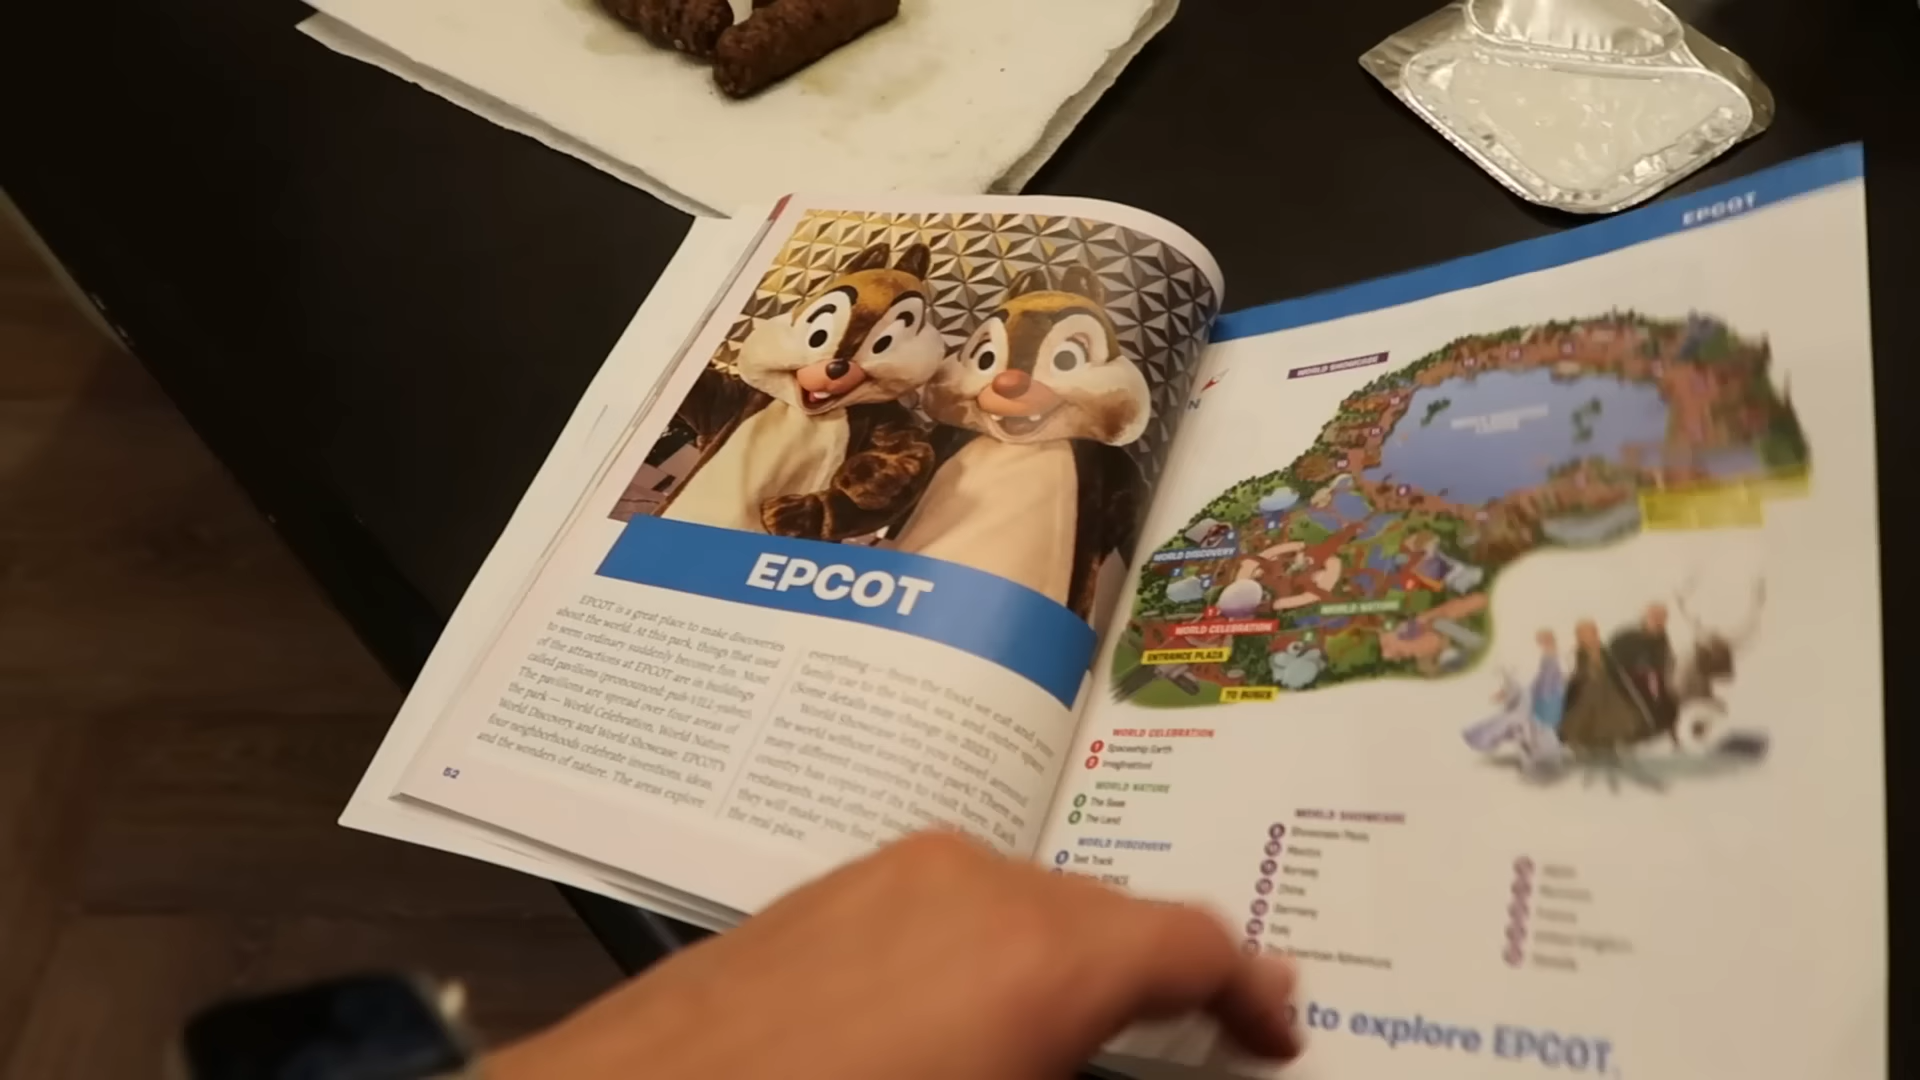 EPCOT
EPCOT is a great place to make discoveries
about the world. At this park, things that used
to seem ordinary suddenly become fun. Most
of the attractions at EPCOT are in buildings
called pavilions (pronounced: puh-VILL-yuhns).
The pavilions are spread over four areas of
the park — World Celebration, World Nature,
World Discovery and World Showcase. EPCOT's
four neighborhoods celebrate inventions, ideas,
and the wonders of nature. The areas explore
everything — from the food we eat and your
family car to the land, sea, and outer space.
(Some details may change in 2023.)
World Showcase lets you travel around
the world without leaving the park! There are
many different countries to visit here. Each
country has copies of its famous
restaurants, and other
they will make you feel
the real place.
52
EPCOT
N
WORLD SHOWCASE
WORLD DISCOVERY
WORLD NATURE
WORLD CELEBRATION
ENTRANCE PLAZA
TO BUSES
WORLD CELEBRATION
Spaceship Earth
Imagination!
WORLD NATURE
The Seas
The Land
WORLD DISCOVERY
Test Track
SPACE
WORLD SHOWCASE
Showcase Plaza
Mexico
Norway
China
Germany
Italy
The American Adventure
to explore EPCOT.